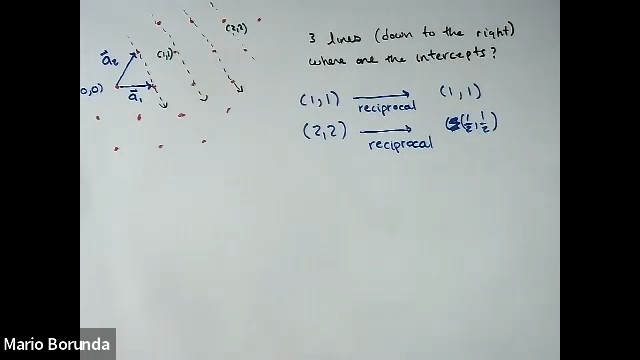 (2,2)
3 lines (down to the right)
where are the intercepts?
a2
(1,1)
0,0)
a1
(1,1) reciprocal (1,1)
(2,2) reciprocal (1/2, 1/2)
Mario Borunda